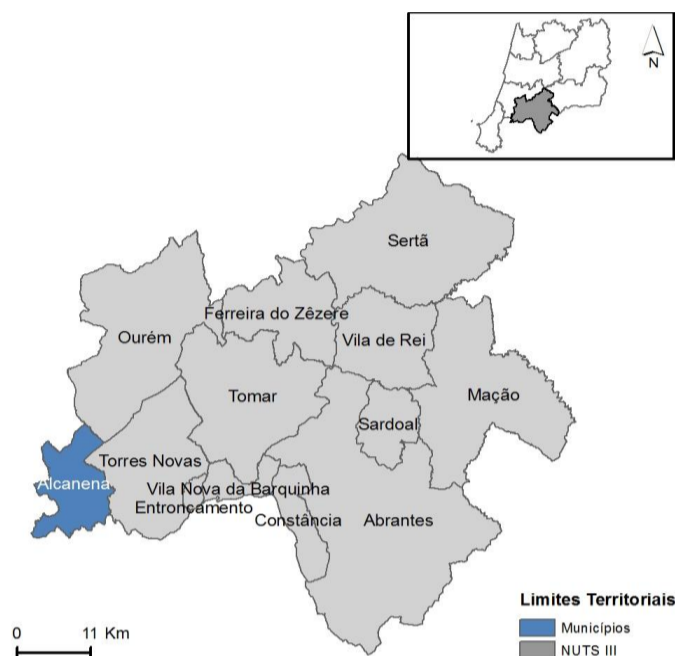 N
Sertã
Ferreira do Zêzere
Ourém
Vila de Rei
Tomar
Mação
Sardoal
Torres Novas
Alcanena
Vila Nova da Barquinha
Entroncamento
Constância
Abrantes
Limites Territoriais
0 11 Km
Municípios
NUTS III